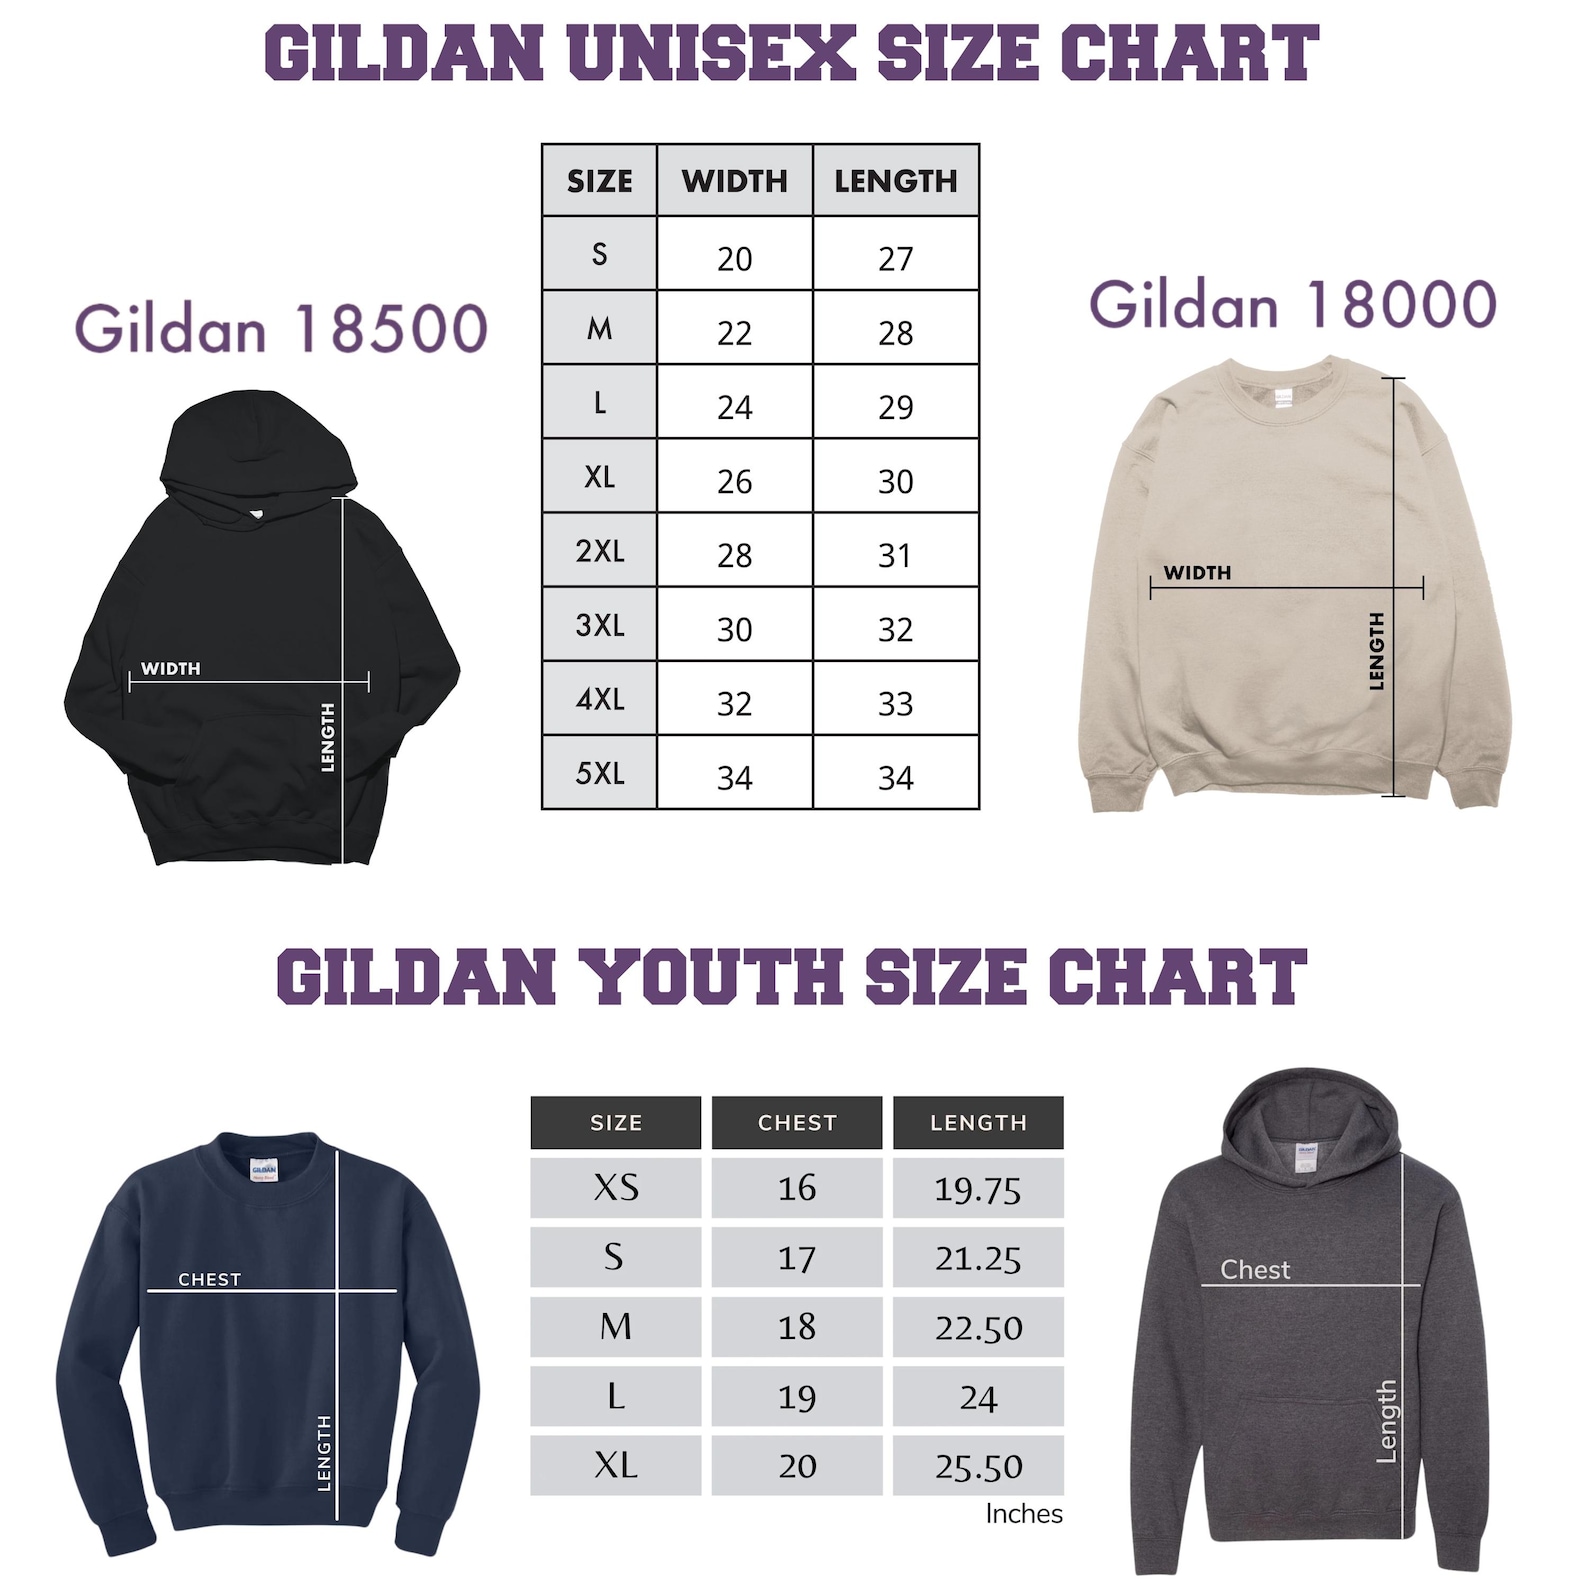 GILDAN UNISEX SIZE CHART
SIZE WIDTH LENGTH
S 20 27
M 22 28
L 24 29
XL 26 30
2XL 28 31
3XL 30 32
4XL 32 33
5XL 34 34
Gildan 18500
WIDTH
LENGTH
Gildan 18000
WIDTH
LENGTH
GILDAN YOUTH SIZE CHART
GILDAN
CHEST
LENGTH
SIZE CHEST LENGTH
XS 16 19.75
S 17 21.25
M 18 22.50
L 19 24
XL 20 25.50
Inches
Chest
Length